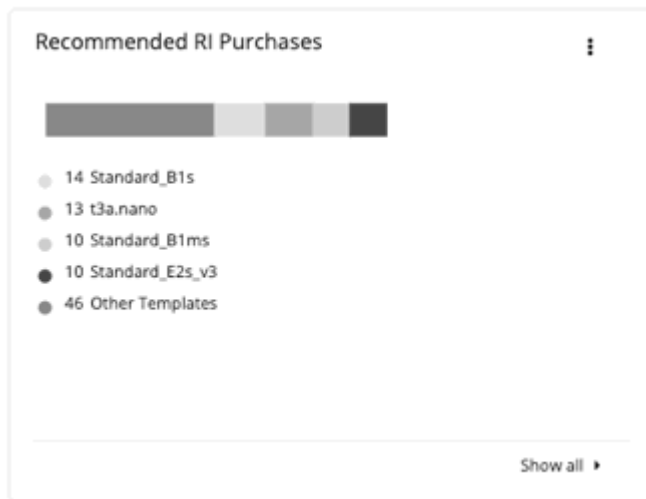 Recommended RI Purchases
14 Standard_B1s
13 t3a.nano
10 Standard_B1ms
10 Standard_E2s_v3
46 Other Templates
Show all